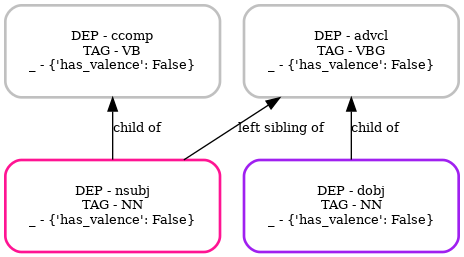 DEP - ccomp
TAG - VB
_ - {'has_valence': False}
DEP - advcl
TAG - VBG
_ - {'has_valence': False}
child of
left sibling of
child of
DEP - nsubj
TAG - NN
_ - {'has_valence': False}
DEP - dobj
TAG - NN
_ - {'has_valence': False}